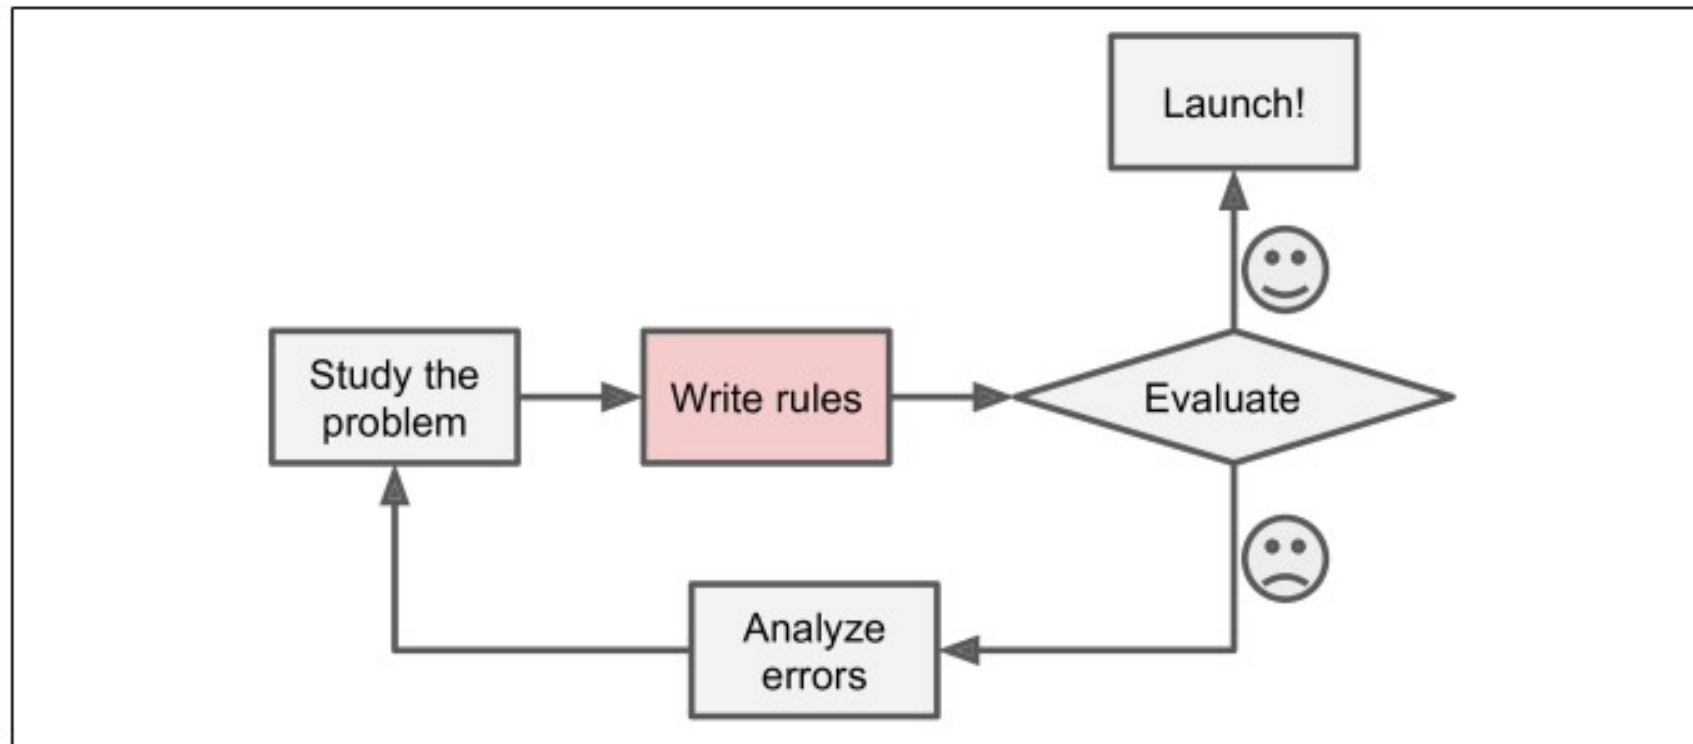 Launch!
Study the
problem
Write rules
Evaluate
Analyze
errors